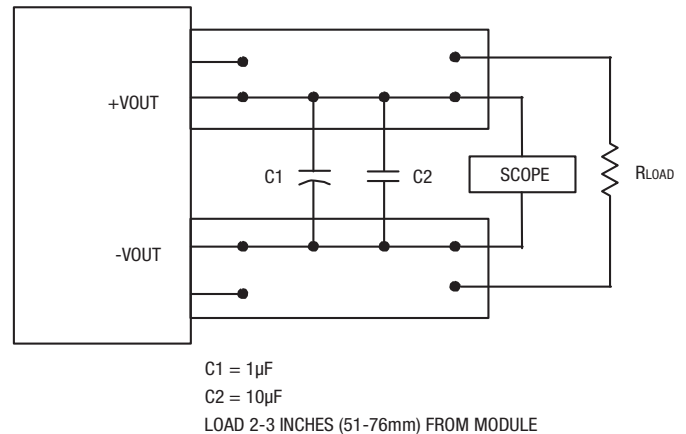 +VOUT
C1
C2
SCOPE
RLOAD
-VOUT
C1 = 1µF
C2 = 10µF
LOAD 2-3 INCHES (51-76mm) FROM MODULE